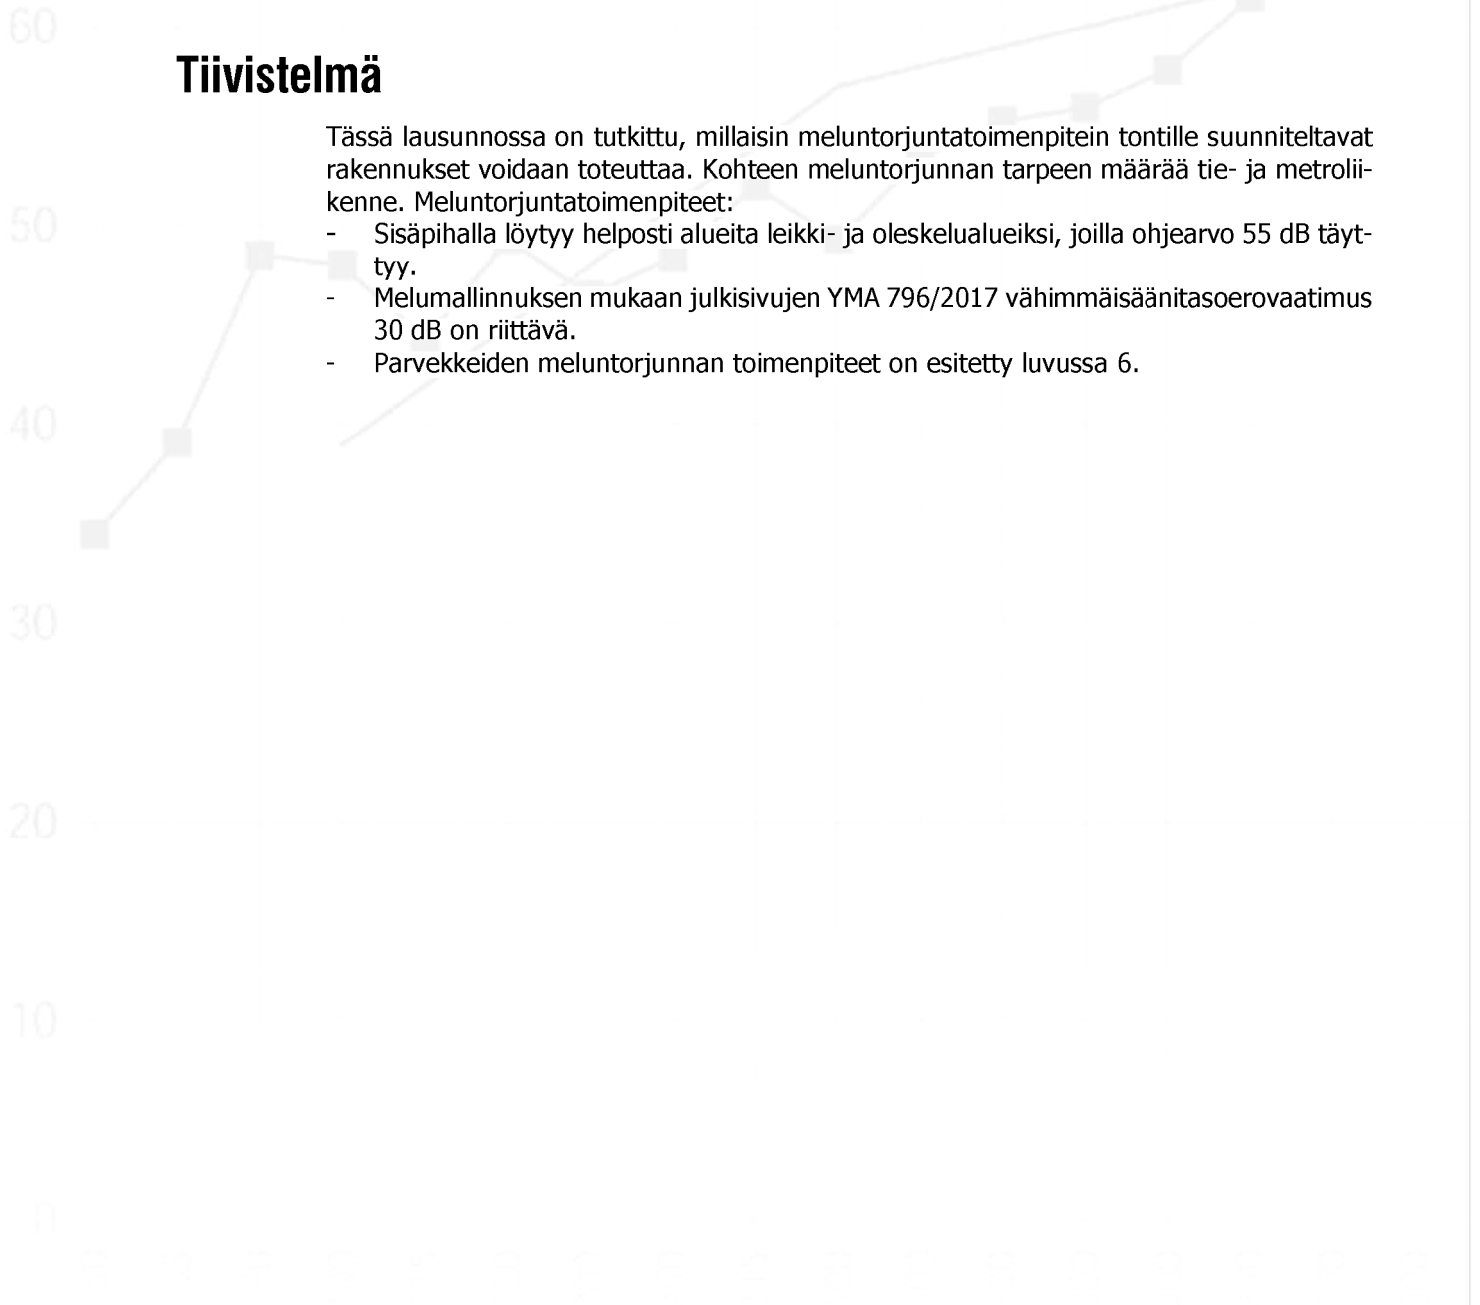 60
Tiivistelmä
Tässä lausunnossa on tutkittu, millaisin meluntorjuntatoimenpitein tontille suunniteltavat
rakennukset voidaan toteuttaa. Kohteen meluntorjunnan tarpeen määrää tie- ja metrolii-
kenne. Meluntorjuntatoimenpiteet:
50
- Sisäpihalla löytyy helposti alueita leikki- ja oleskelualueiksi, joilla ohjearvo 55 dB täyt-
tyy.
- Melumallinnuksen mukaan julkisivujen YMA 796/2017 vähimmäisäänitasoerovaatimus
30 dB on riittävä.
- Parvekkeiden meluntorjunnan toimenpiteet on esitetty luvussa 6.
40
30
20
10
0